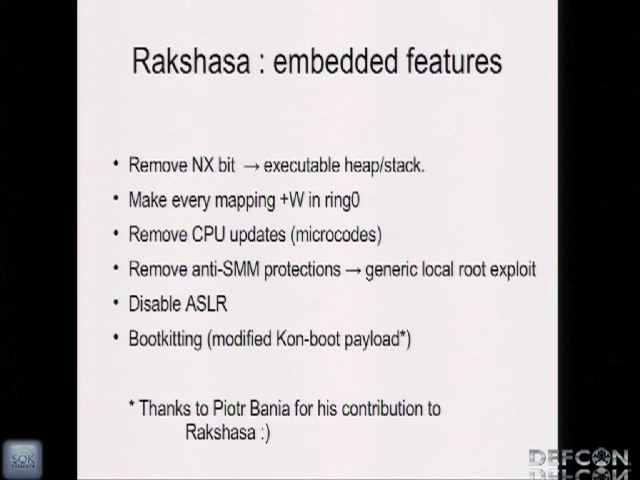 Rakshasa : embedded features
• Remove NX bit → executable heap/stack.
• Make every mapping +W in ring0
• Remove CPU updates (microcodes)
• Remove anti-SMM protections → generic local root exploit
• Disable ASLR
• Bootkitting (modified Kon-boot payload*)
* Thanks to Piotr Bania for his contribution to
Rakshasa :)
SOK
DEFCON